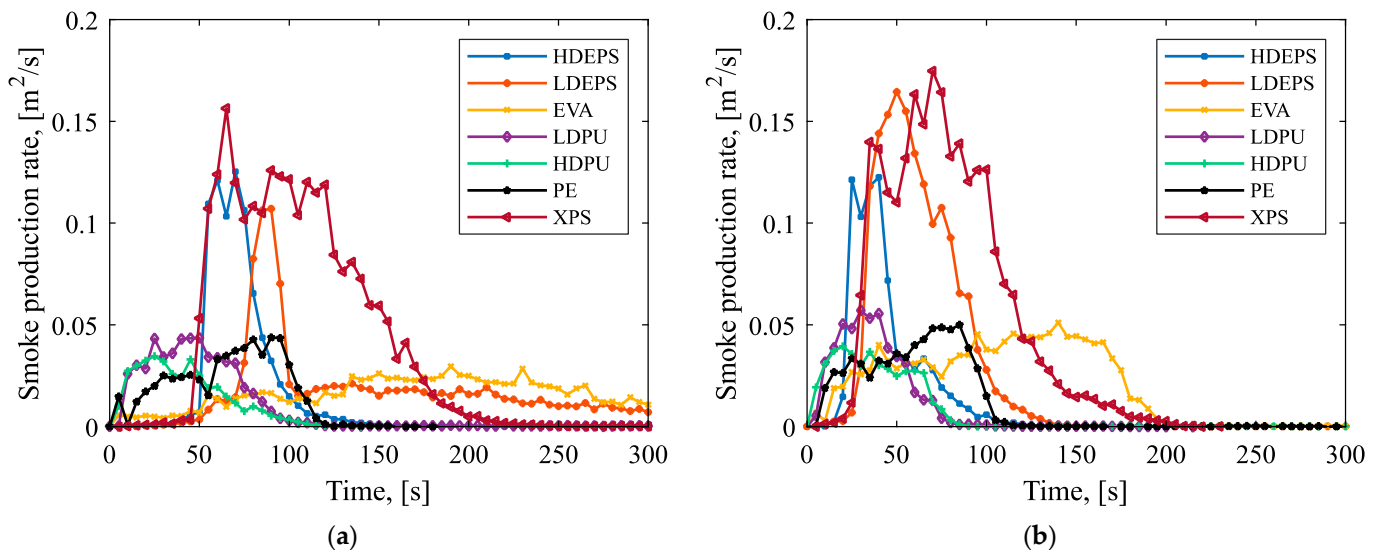 Smoke production rate, [m²/s]
0.2
0.15
0.1
0.05
0
HDEPS
LDEPS
EVA
LDPU
HDPU
PE
XPS
0 50 100 150 200 250 300
Time, [s]
(a)
Smoke production rate, [m²/s]
0.2
0.15
0.1
0.05
0
HDEPS
LDEPS
EVA
LDPU
HDPU
PE
XPS
0 50 100 150 200 250 300
Time, [s]
(b)